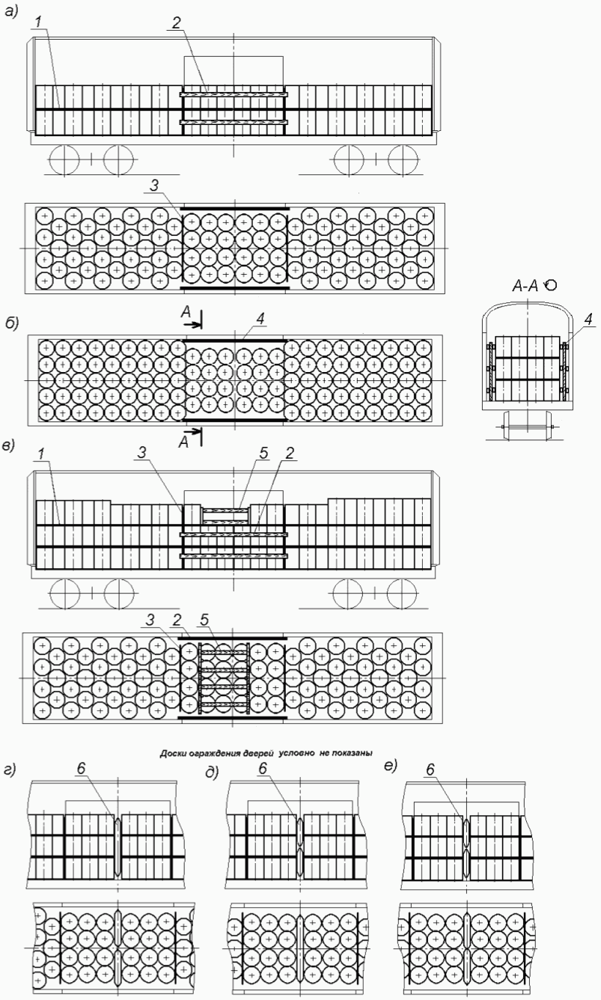 а)
1 2
3
А-А
А
б)
4
4
А
в)
1 3 5 2
3 2 5
Доски ограждения дверей условно не показаны
г) 6
д) 6
е) 6